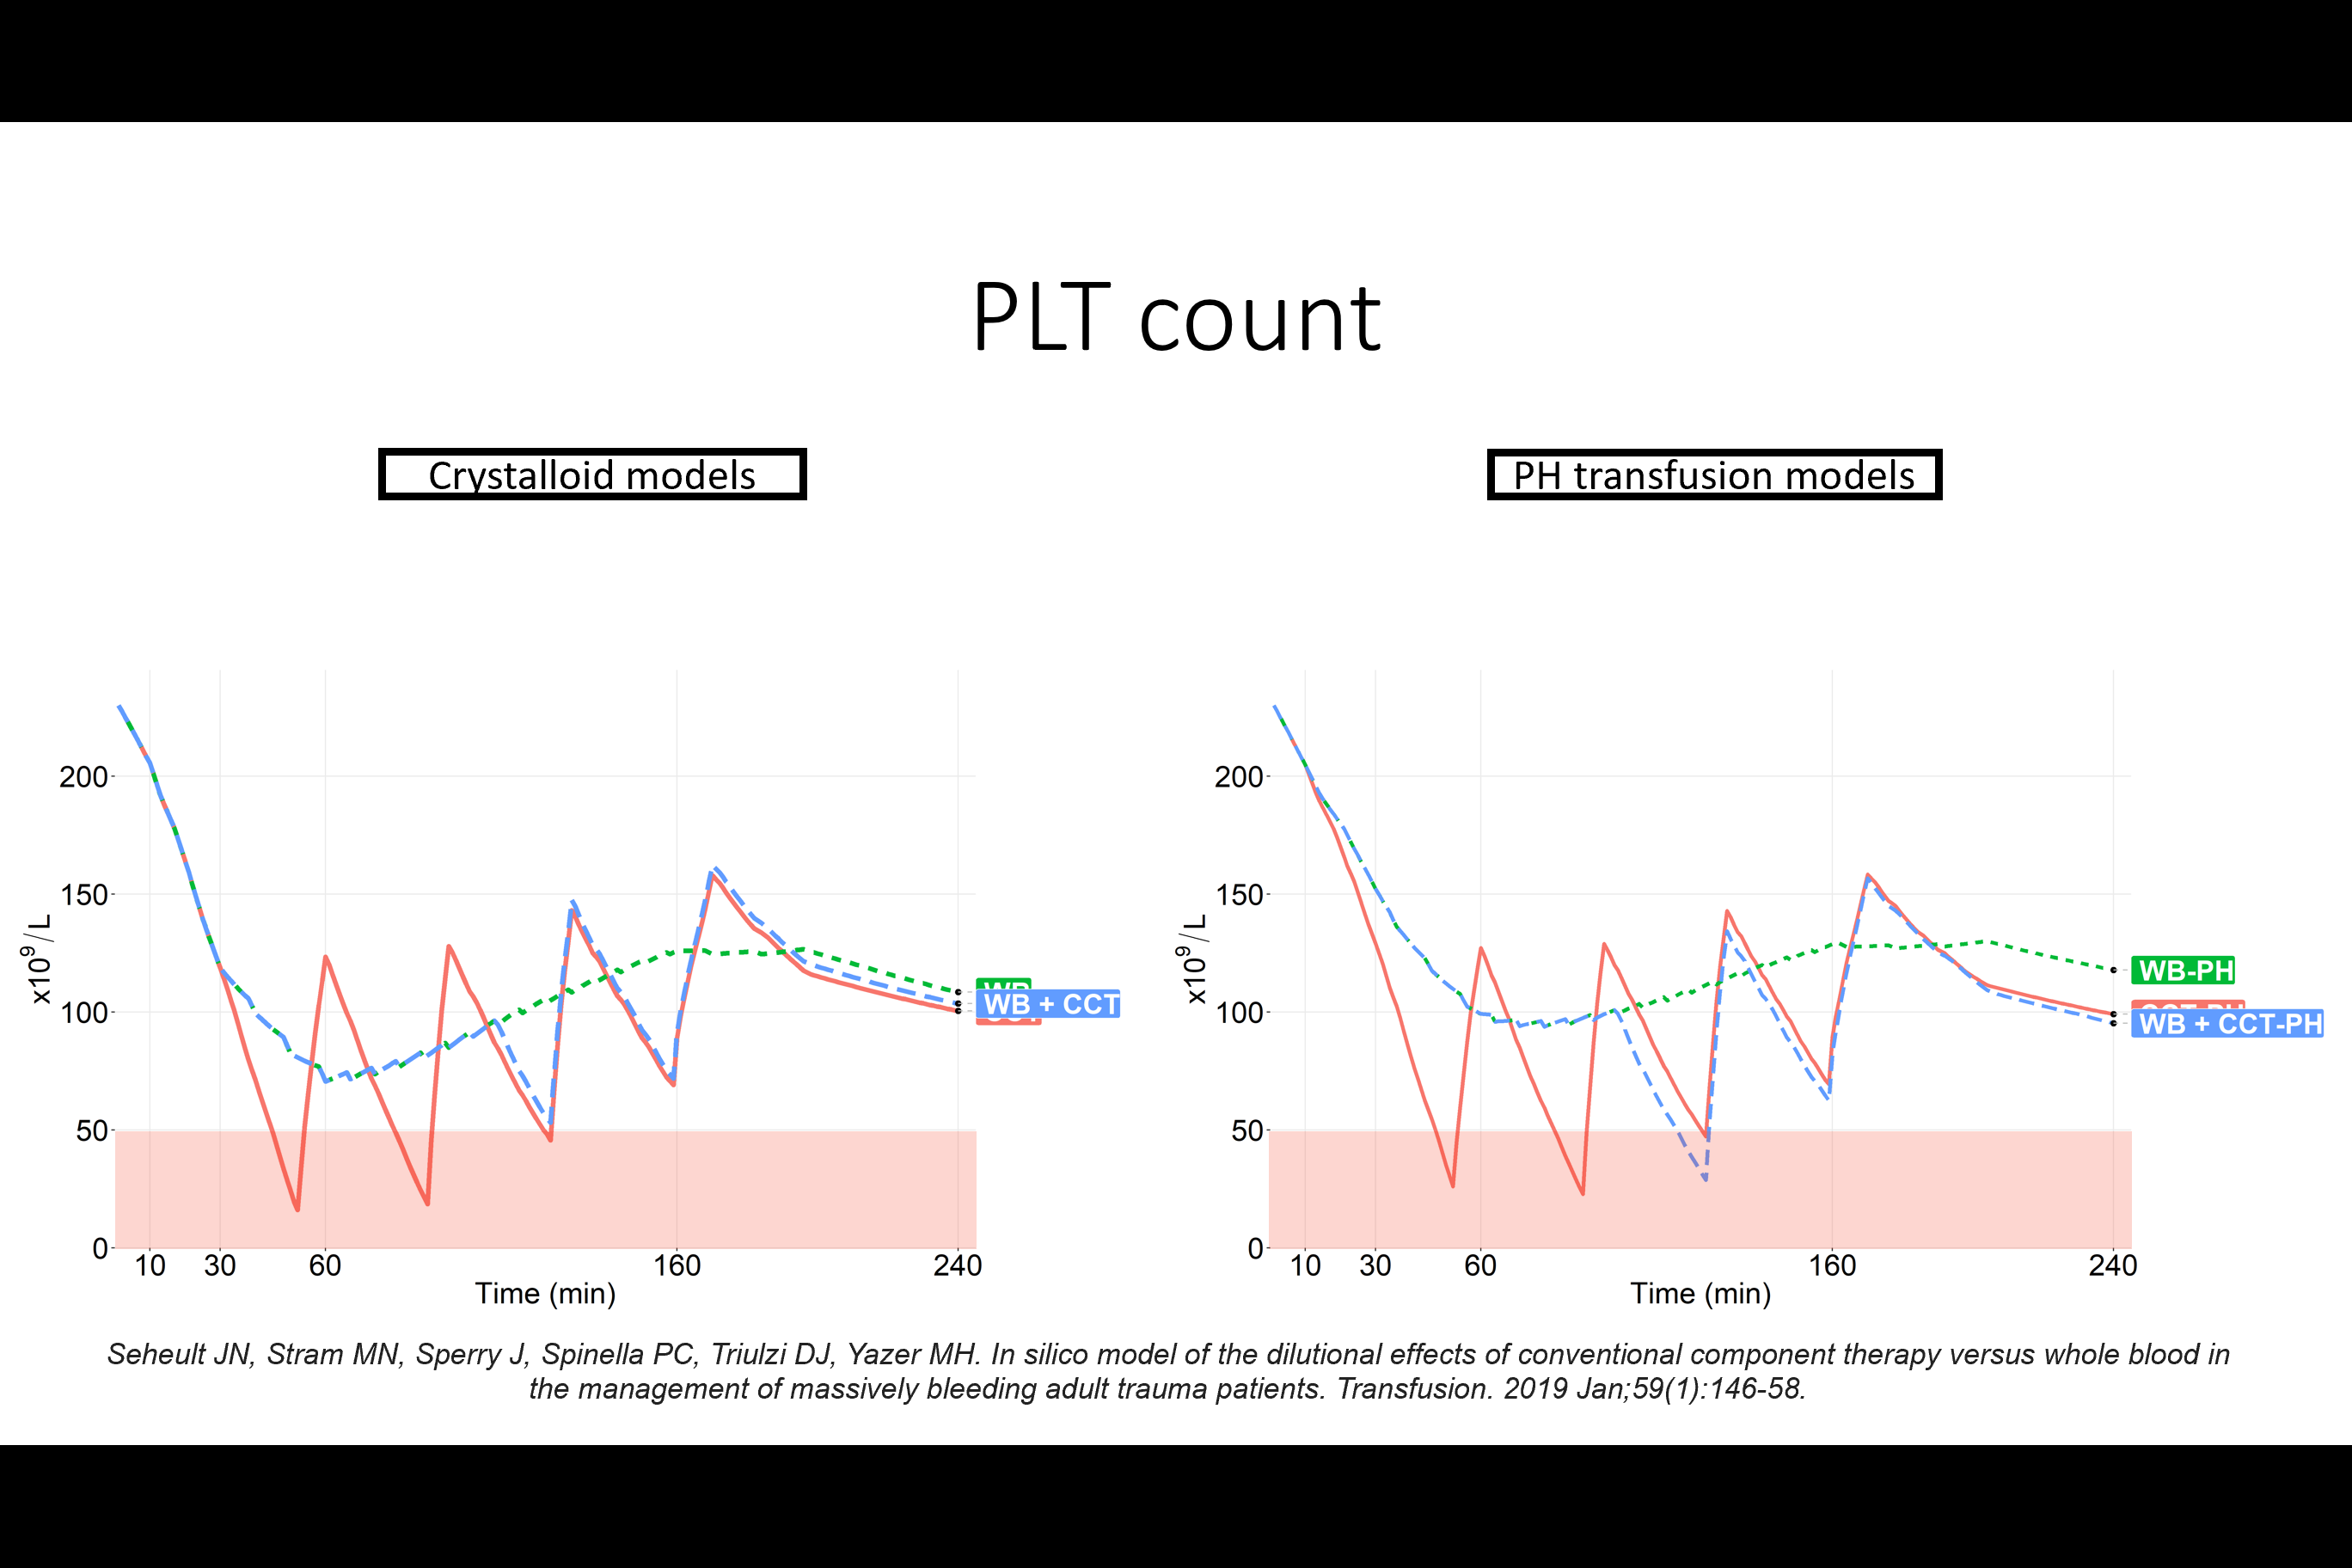 PLT count
Crystalloid models
PH transfusion models
200
150
100
50
0
x10⁹/L
10 30 60 160 240
Time (min)
WB
WB + CCT
200
150
100
50
0
x10⁹/L
10 30 60 160 240
Time (min)
WB-PH
CCT-PH
WB + CCT-PH
Seheult JN, Stram MN, Sperry J, Spinella PC, Triulzi DJ, Yazer MH. In silico model of the dilutional effects of conventional component therapy versus whole blood in
the management of massively bleeding adult trauma patients. Transfusion. 2019 Jan;59(1):146-58.